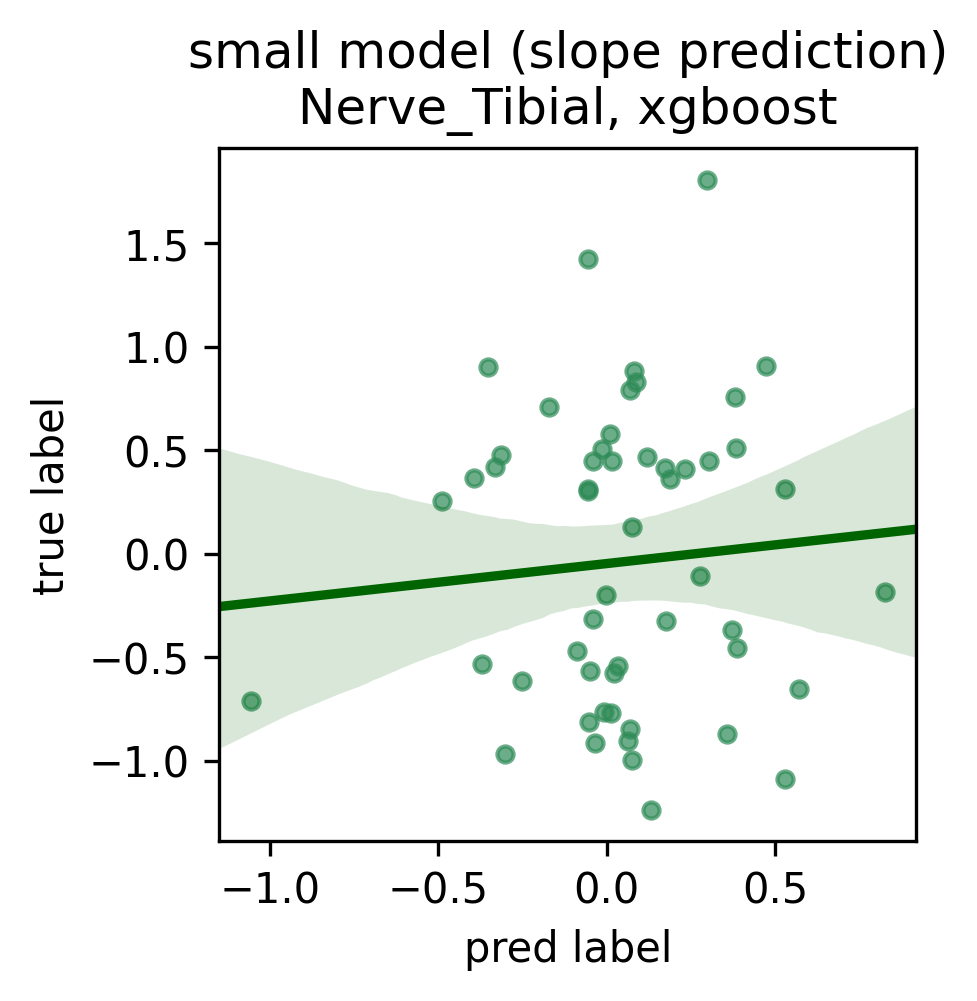 small model (slope prediction)
Nerve_Tibial, xgboost
1.5
1.0
0.5
0.0
−0.5
−1.0
true label
−1.0
−0.5
0.0
0.5
pred label